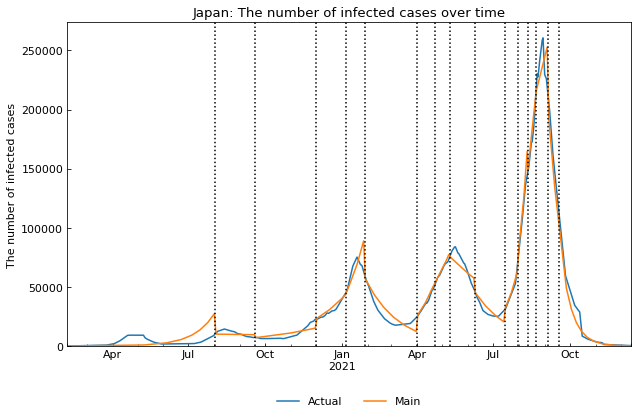 Japan: The number of infected cases over time
The number of infected cases
250000
200000
150000
100000
50000
0
Apr Jul Oct Jan Apr Jul Oct
2021
Actual Main